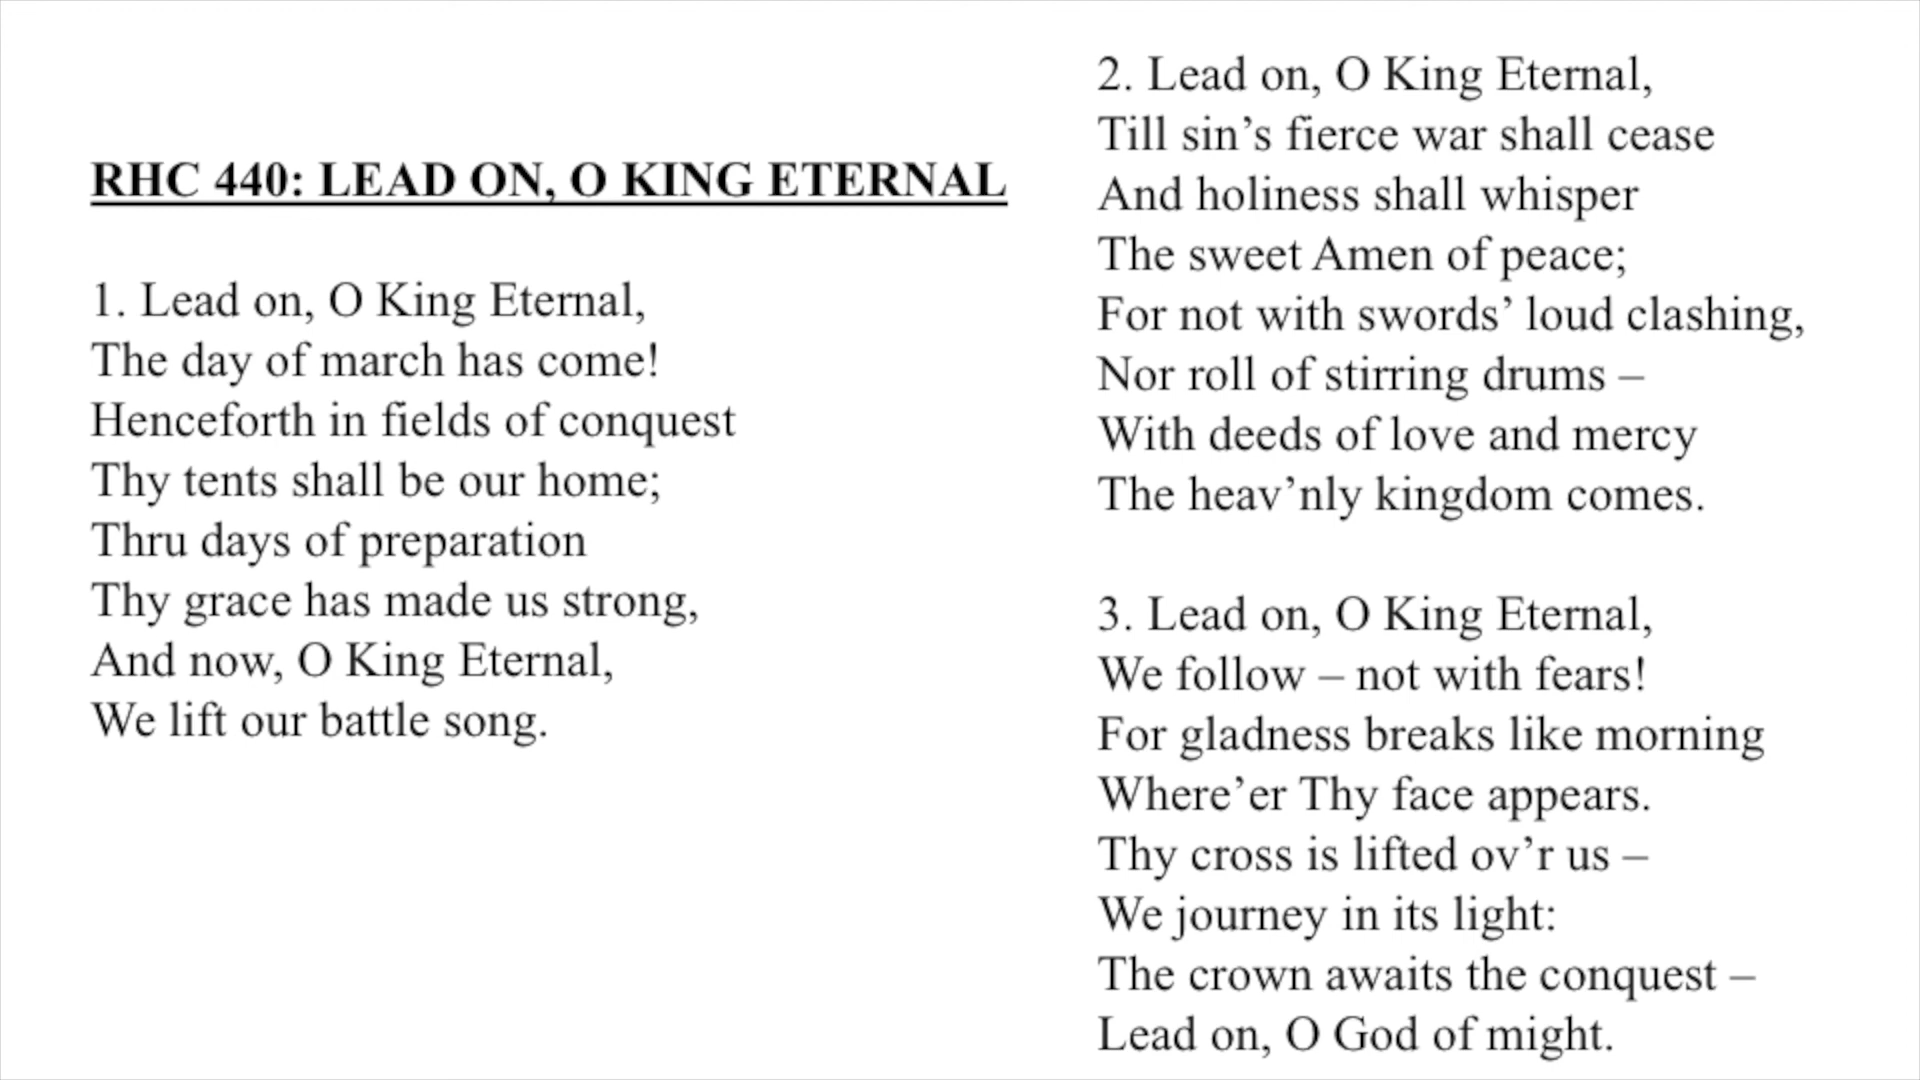 RHC 440: LEAD ON, O KING ETERNAL
1. Lead on, O King Eternal,
The day of march has come!
Henceforth in fields of conquest
Thy tents shall be our home;
Thru days of preparation
Thy grace has made us strong,
And now, O King Eternal,
We lift our battle song.
2. Lead on, O King Eternal,
Till sin’s fierce war shall cease
And holiness shall whisper
The sweet Amen of peace;
For not with swords’ loud clashing,
Nor roll of stirring drums –
With deeds of love and mercy
The heav’nly kingdom comes.
3. Lead on, O King Eternal,
We follow – not with fears!
For gladness breaks like morning
Where’er Thy face appears.
Thy cross is lifted ov’r us –
We journey in its light:
The crown awaits the conquest –
Lead on, O God of might.